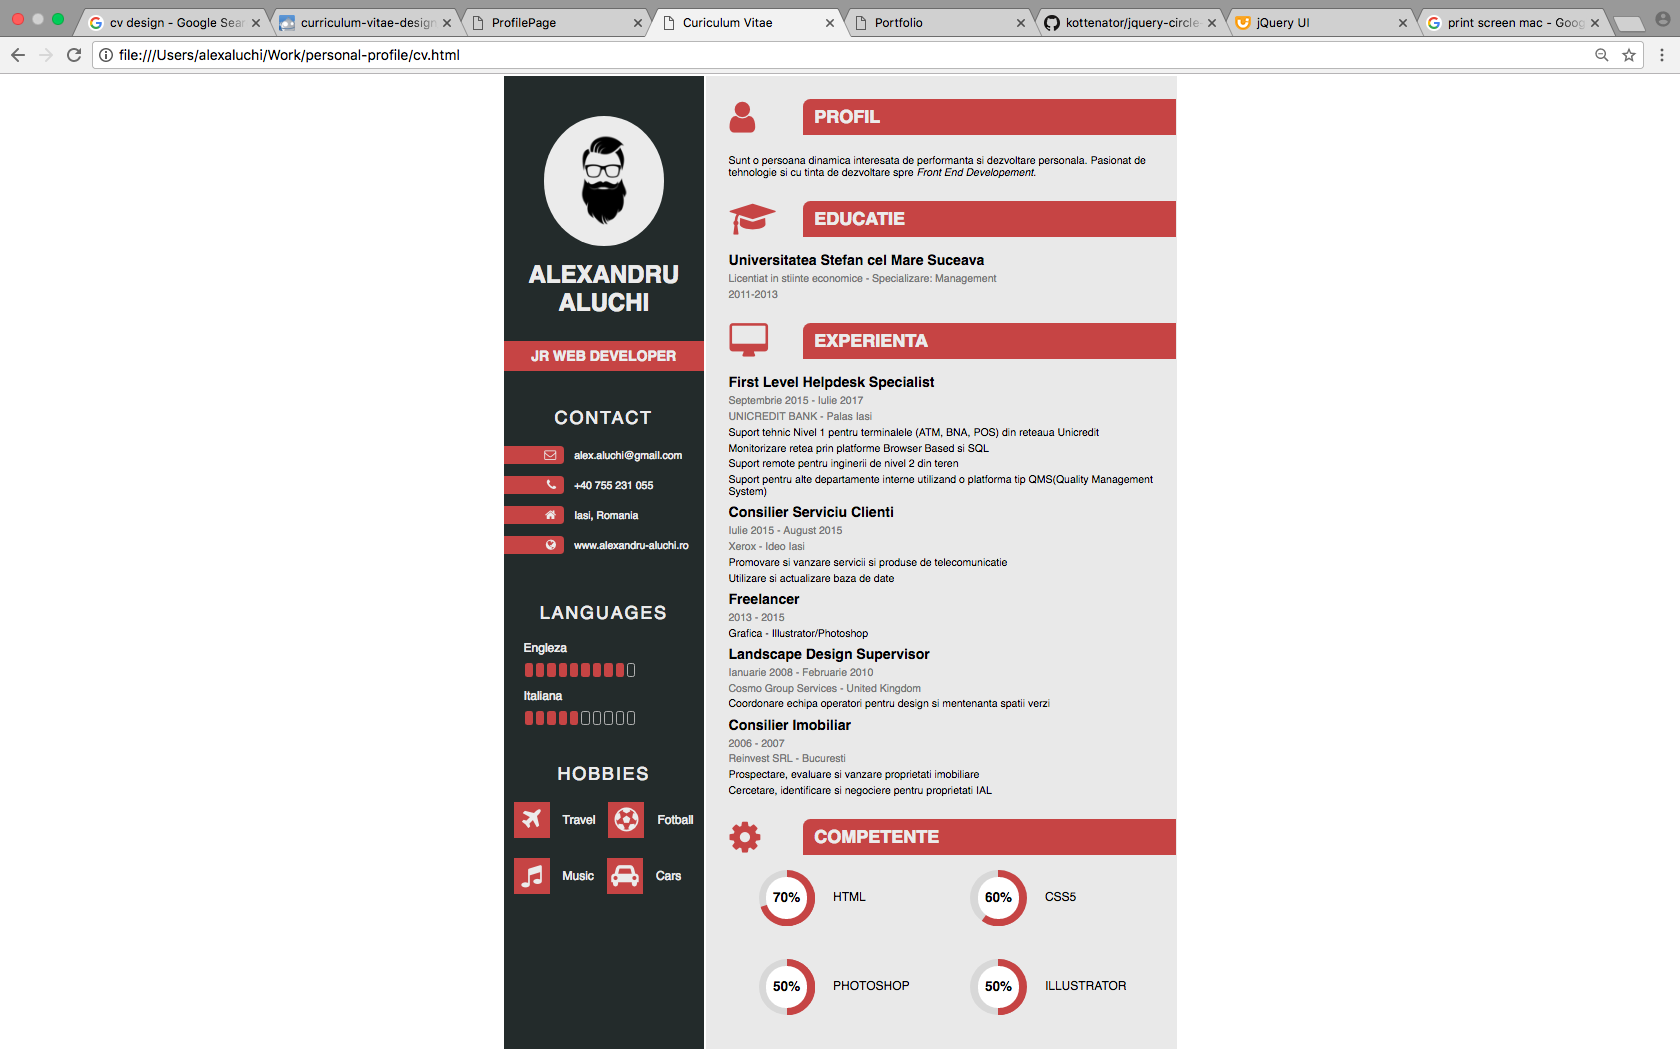 cv design - Google Sear
curriculum-vitae-design
ProfilePage
Curiculum Vitae
Portfolio
kottenator/jquery-circle-
jQuery UI
print screen mac - Goog
file:///Users/alexaluchi/Work/personal-profile/cv.html
ALEXANDRU
ALUCHI
JR WEB DEVELOPER
CONTACT
alex.aluchi@gmail.com
+40 755 231 055
Iasi, Romania
www.alexandru-aluchi.ro
LANGUAGES
Engleza
Italiana
HOBBIES
Travel
Fotball
Music
Cars
PROFIL
Sunt o persoana dinamica interesata de performanta si dezvoltare personala. Pasionat de
tehnologie si cu tinta de dezvoltare spre Front End Developement.
EDUCATIE
Universitatea Stefan cel Mare Suceava
Licentiat in stiinte economice - Specializare: Management
2011-2013
EXPERIENTA
First Level Helpdesk Specialist
Septembrie 2015 - Iulie 2017
UNICREDIT BANK - Palas Iasi
Suport tehnic Nivel 1 pentru terminalele (ATM, BNA, POS) din reteaua Unicredit
Monitorizare retea prin platforme Browser Based si SQL
Suport remote pentru inginerii de nivel 2 din teren
Suport pentru alte departamente interne utilizand o platforma tip QMS(Quality Management
System)
Consilier Serviciu Clienti
Iulie 2015 - August 2015
Xerox - Ideo Iasi
Promovare si vanzare servicii si produse de telecomunicatie
Utilizare si actualizare baza de date
Freelancer
2013 - 2015
Grafica - Illustrator/Photoshop
Landscape Design Supervisor
Ianuarie 2008 - Februarie 2010
Cosmo Group Services - United Kingdom
Coordonare echipa operatori pentru design si mentenanta spatii verzi
Consilier Imobiliar
2006 - 2007
Reinvest SRL - Bucuresti
Prospectare, evaluare si vanzare proprietati imobiliare
Cercetare, identificare si negociere pentru proprietati IAL
COMPETENTE
70% HTML
60% CSS5
50% PHOTOSHOP
50% ILLUSTRATOR